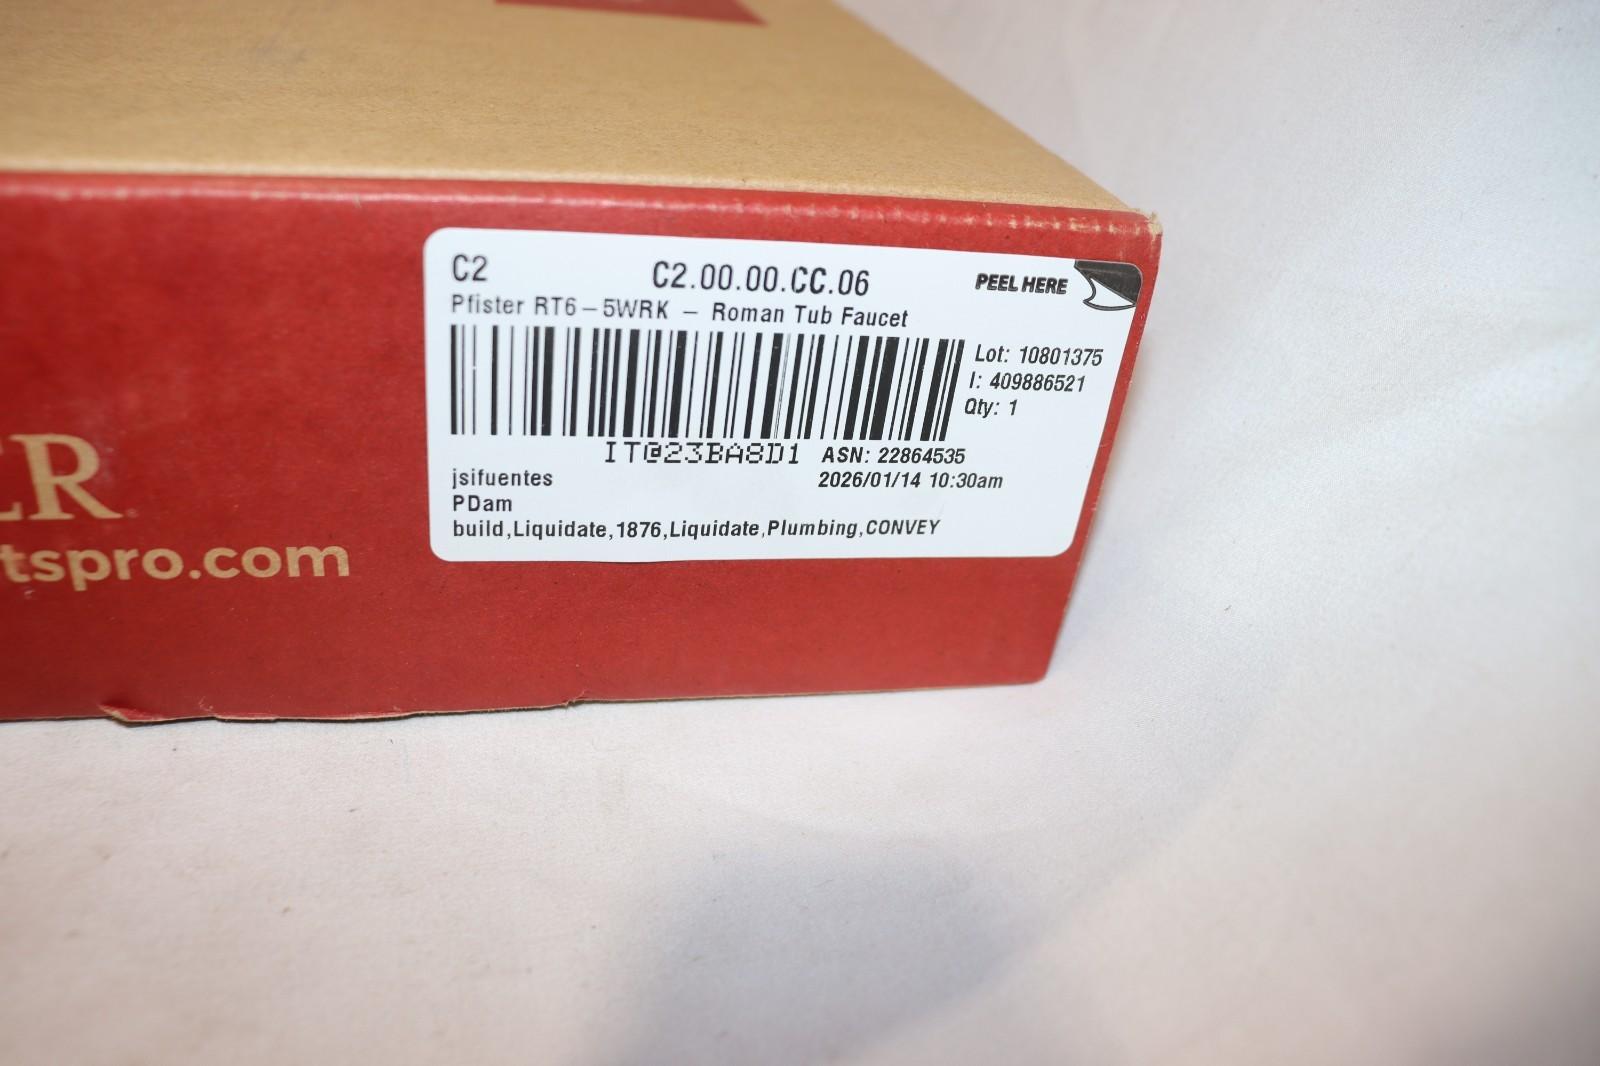 C2
C2.00.00.CC.06
PEEL HERE
Pfister RT6-5WRK - Roman Tub Faucet
Lot: 10801375
I: 409886521
Qty: 1
IT@23BA8D1
ASN: 22864535
jsifuentes
2026/01/14 10:30am
PDam
build,Liquidate,1876,Liquidate,Plumbing,CONVEY
ER
tspro.com